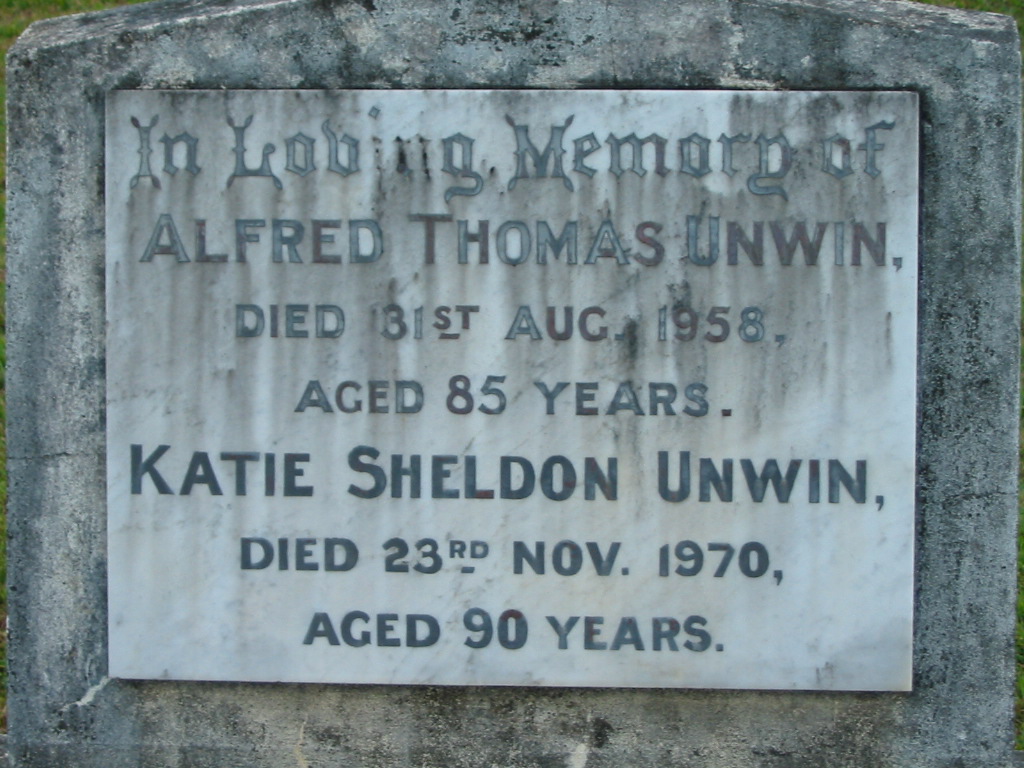 In Loving Memory of
ALFRED THOMAS UNWIN,
DIED 31ST AUG. 1958,
AGED 85 YEARS.
KATIE SHELDON UNWIN,
DIED 23RD NOV. 1970,
AGED 90 YEARS.